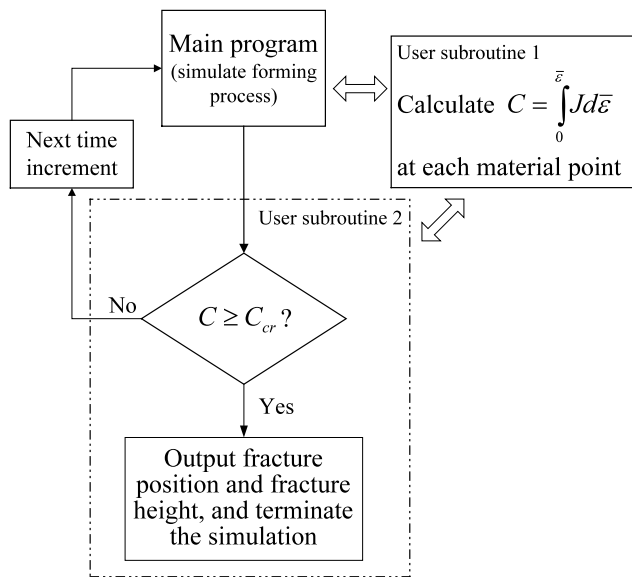 Main program
(simulate forming
process)
User subroutine 1
Calculate C = ∫₀^ε̅ Jdε̅
at each material point
Next time
increment
User subroutine 2
No
C ≥ C_cr ?
Yes
Output fracture
position and fracture
height, and terminate
the simulation